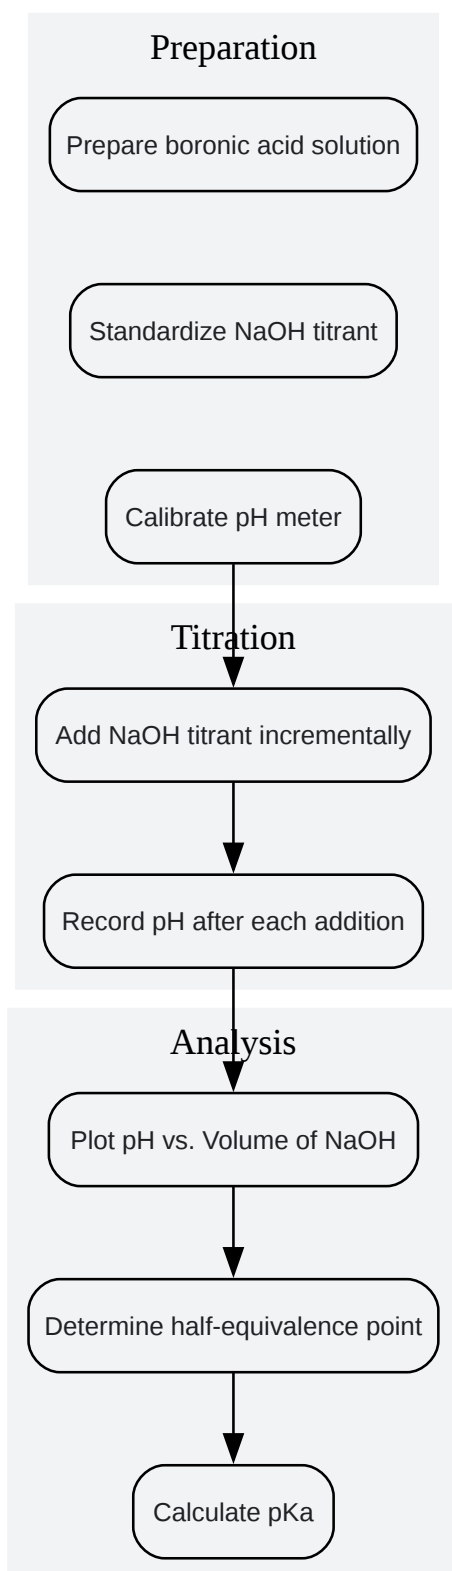 Preparation
Prepare boronic acid solution
Standardize NaOH titrant
Calibrate pH meter
Titration
Add NaOH titrant incrementally
Record pH after each addition
Analysis
Plot pH vs. Volume of NaOH
Determine half-equivalence point
Calculate pKa